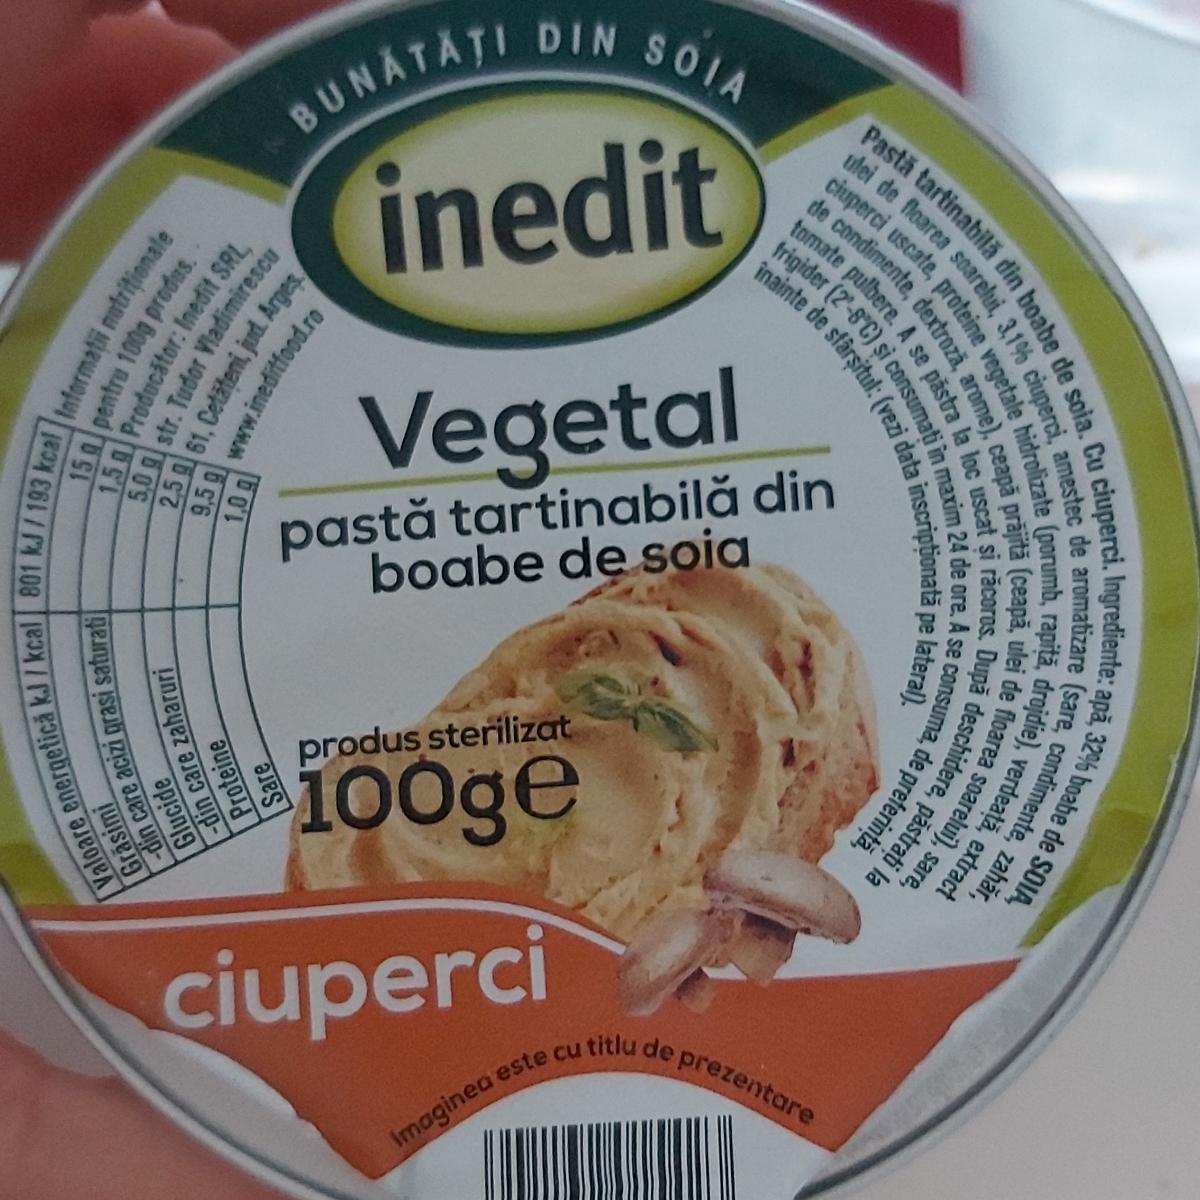 BUNĂTĂȚI DIN SOIA
inedit
Vegetal
pastă tartinabilă din
boabe de soia
produs sterilizat
100g e
ciuperci
Imaginea este cu titlu de prezentare
Informații nutriționale
pentru 100g produs.
Producător: Inedit SRL,
str. Tudor Vladimirescu
61, Cetățeni, jud. Argeș.
www.ineditfood.ro
Valoare energetică kJ / kcal 801 kJ / 193 kcal
Grăsimi 15 g
-din care acizi grași saturați 1,5 g
Glucide 5,0 g
-din care zaharuri 2,5 g
Proteine 9,5 g
Sare 1,0 g
Pastă tartinabilă din boabe de soia. Cu ciuperci. Ingrediente: apă, 32% boabe de SOIA,
ulei de floarea soarelui, 3,1% ciuperci, amestec de aromatizare (sare, condimente, zahăr,
ciuperci uscate, proteine vegetale hidrolizate (porumb, rapiță, drojdie), verdeață, extract
de condimente, dextroză, arome), ceapă prăjită (ceapă, ulei de floarea soarelui), sare,
tomate pulbere. A se păstra la loc uscat și răcoros. După deschidere, păstrați la
frigider (2°-8°C) și consumați în maxim 24 de ore. A se consuma, de preferință,
înainte de sfârșitul: (vezi data inscripționată pe lateral).